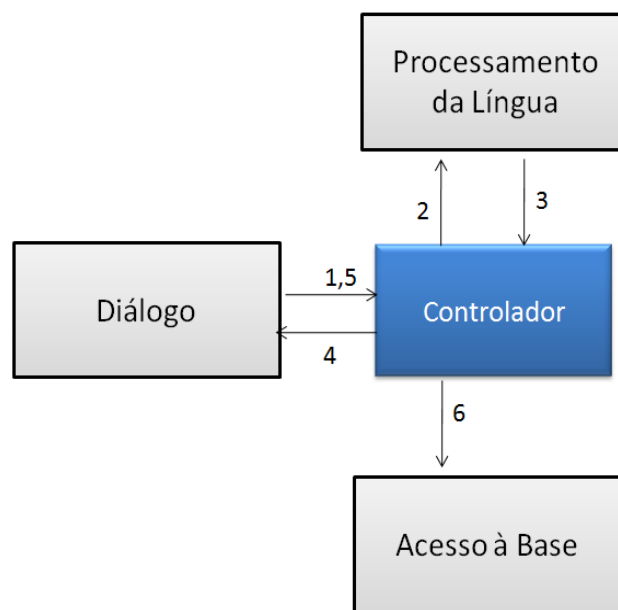 Processamento
da Língua
2
3
Diálogo
1,5
Controlador
4
6
Acesso à Base